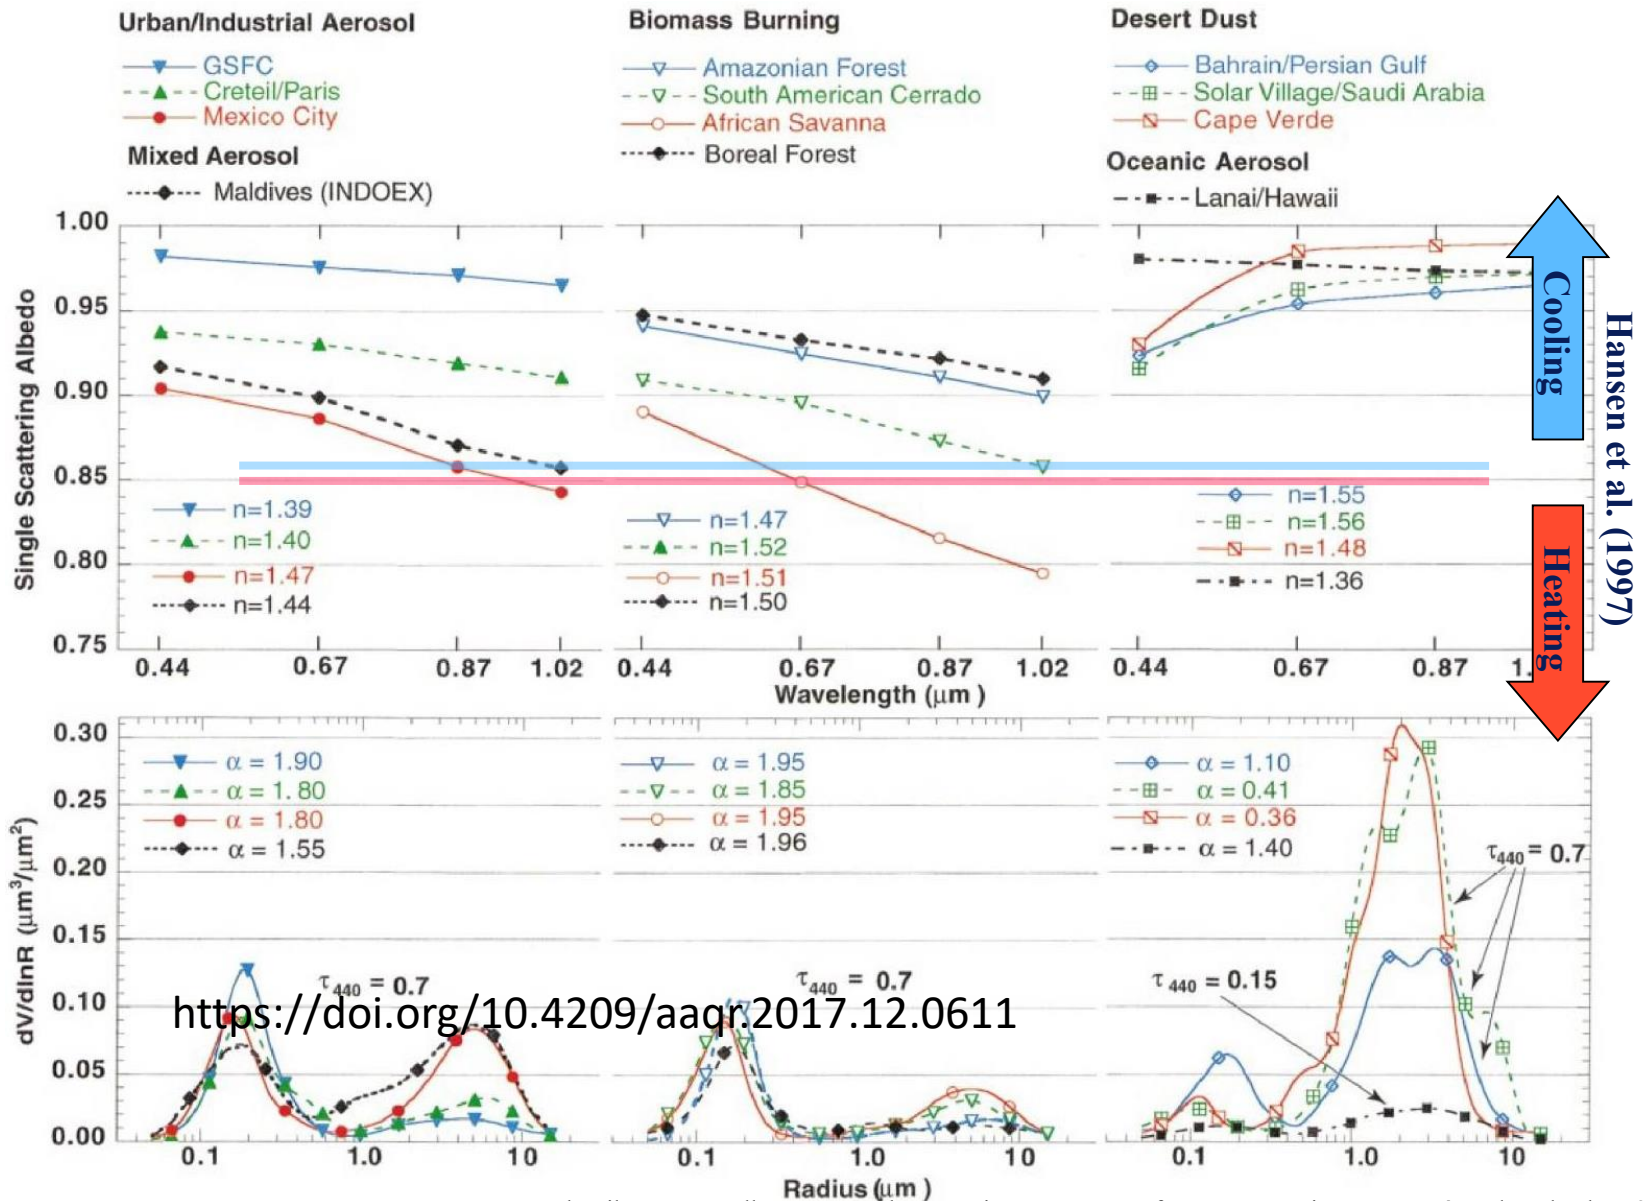 Urban/Industrial Aerosol
GSFC
Creteil/Paris
Mexico City
Mixed Aerosol
Maldives (INDOEX)
Biomass Burning
Amazonian Forest
South American Cerrado
African Savanna
Boreal Forest
Desert Dust
Bahrain/Persian Gulf
Solar Village/Saudi Arabia
Cape Verde
Oceanic Aerosol
Lanai/Hawaii
Single Scattering Albedo
1.00
0.95
0.90
0.85
0.80
0.75
n=1.39
n=1.40
n=1.47
n=1.44
n=1.47
n=1.52
n=1.51
n=1.50
n=1.55
n=1.56
n=1.48
n=1.36
Cooling
Heating
Hansen et al. (1997)
0.44 0.67 0.87 1.02
0.44 0.67 0.87 1.02
0.44 0.67 0.87 1.
Wavelength (μm )
dV/dlnR (μm³/μm²)
0.30
0.25
0.20
0.15
0.10
0.05
0.00
α = 1.90
α = 1.80
α = 1.80
α = 1.55
τ440 = 0.7
α = 1.95
α = 1.85
α = 1.95
α = 1.96
τ440 = 0.7
α = 1.10
α = 0.41
α = 0.36
α = 1.40
τ440 = 0.7
τ440 = 0.15
https://doi.org/10.4209/aaqr.2017.12.0611
0.1 1.0 10
0.1 1.0 10
0.1 1.0 10
Radius (μm )